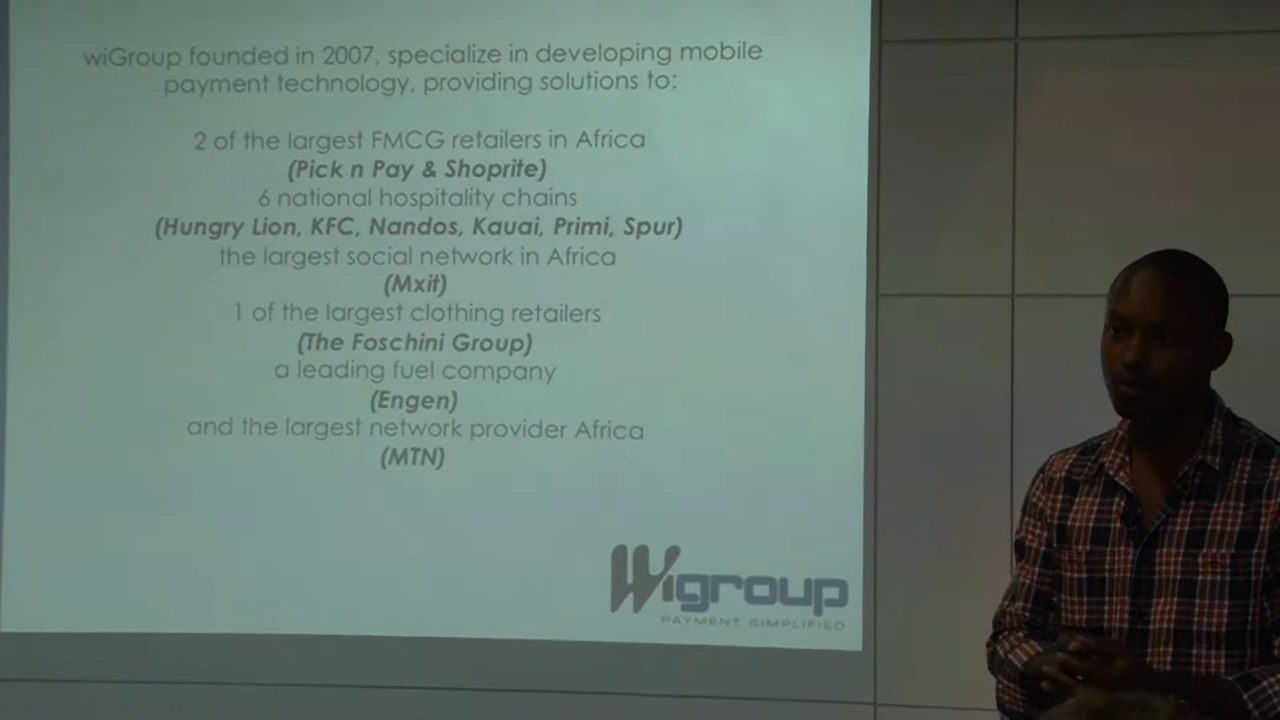 wiGroup founded in 2007, specialize in developing mobile
payment technology, providing solutions to:
2 of the largest FMCG retailers in Africa
(Pick n Pay & Shoprite)
6 national hospitality chains
(Hungry Lion, KFC, Nandos, Kauai, Primi, Spur)
the largest social network in Africa
(Mxit)
1 of the largest clothing retailers
(The Foschini Group)
a leading fuel company
(Engen)
and the largest network provider Africa
(MTN)
Wigroup
PAYMENT SIMPLIFIED